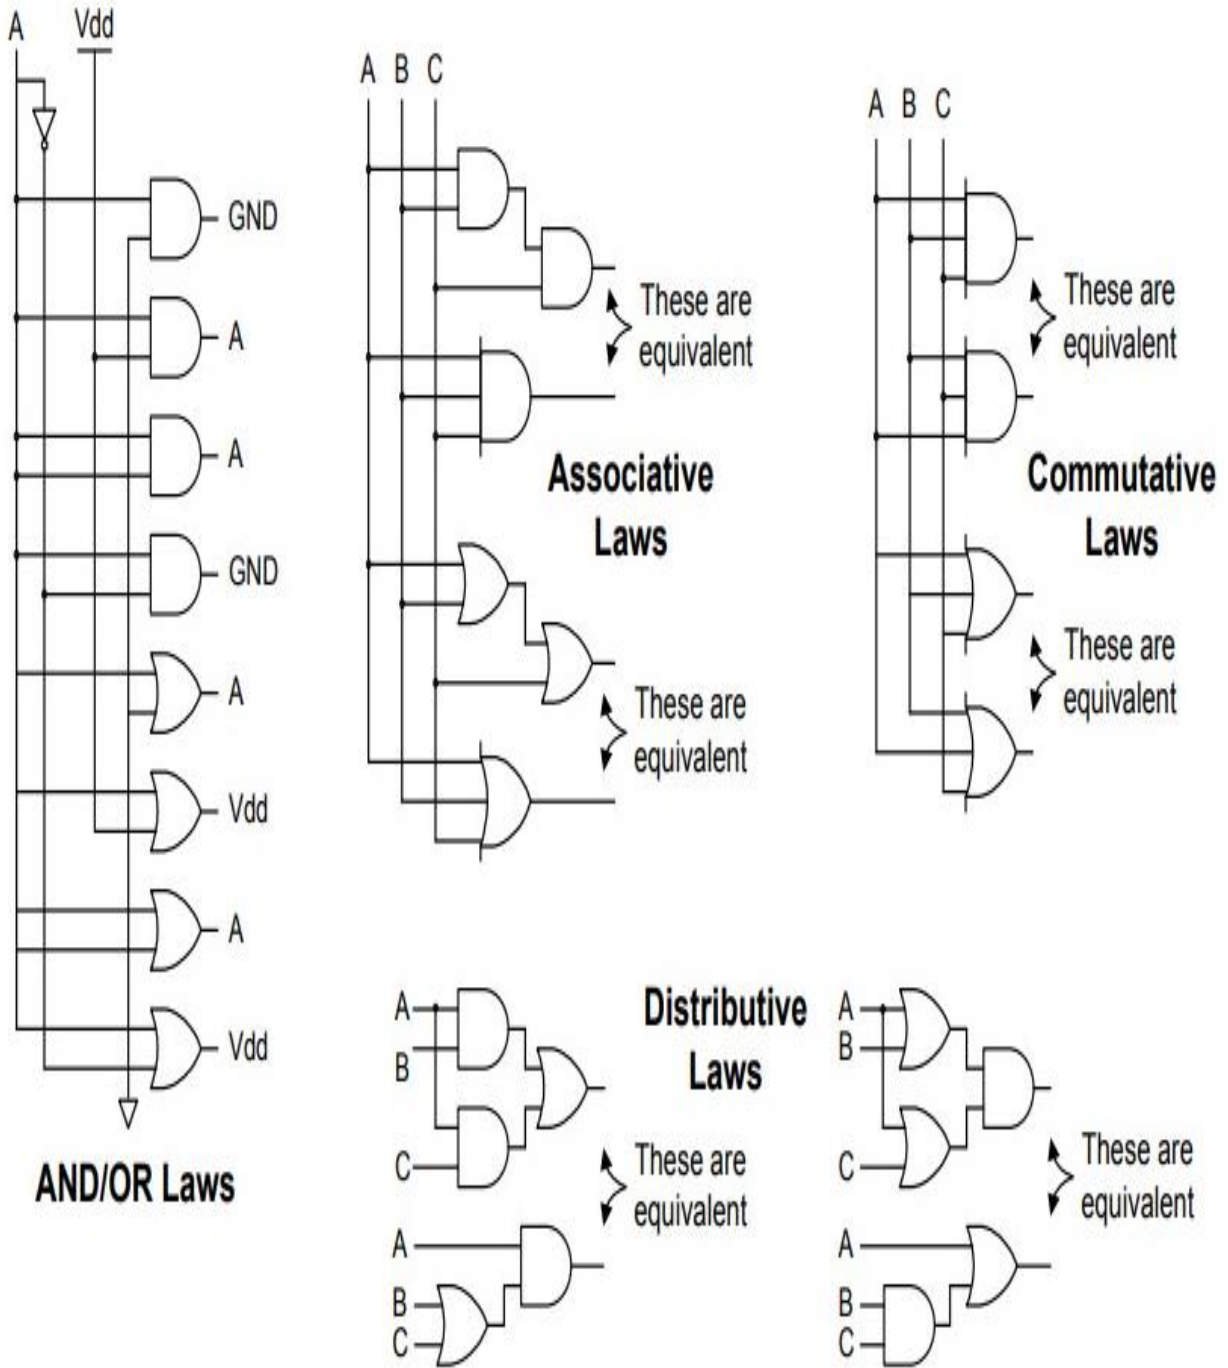 A Vdd
GND
A
A
GND
A
Vdd
A
Vdd
AND/OR Laws
A B C
These are
equivalent
Associative
Laws
These are
equivalent
A B C
These are
equivalent
Commutative
Laws
These are
equivalent
Distributive
Laws
A
B
C
These are
equivalent
A
B
C
A
B
C
These are
equivalent
A
B
C